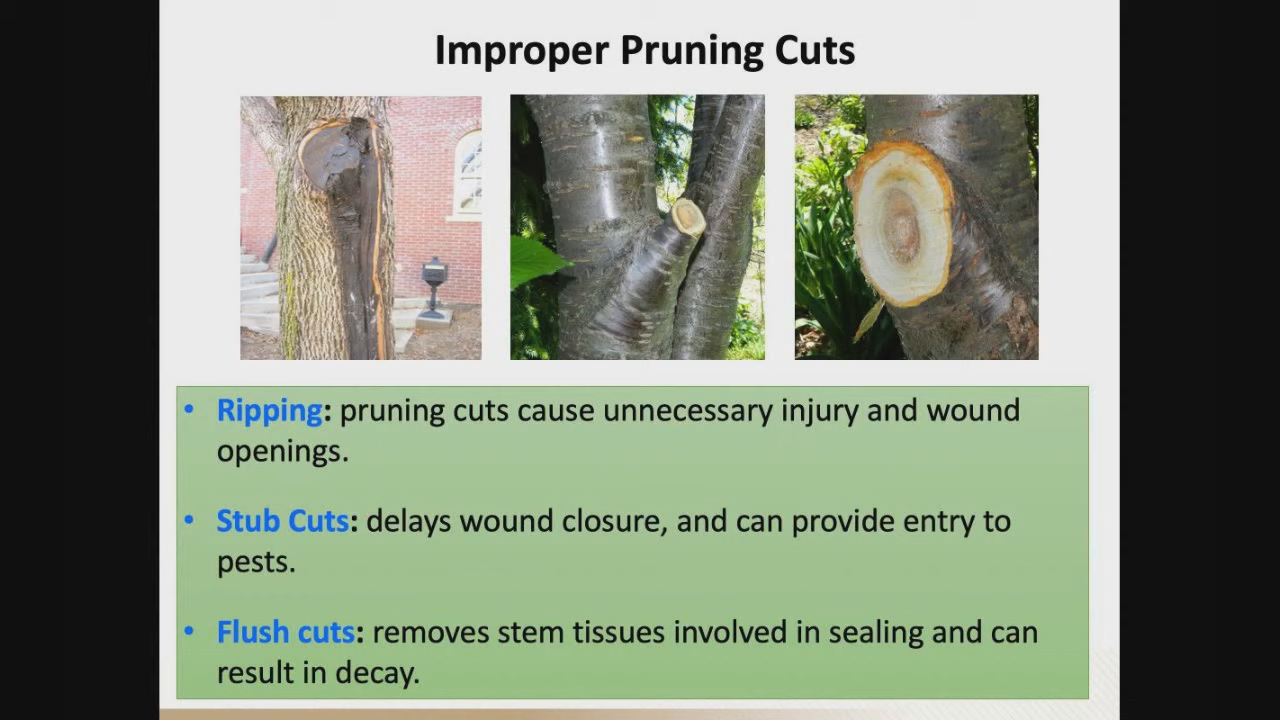 Improper Pruning Cuts
• Ripping: pruning cuts cause unnecessary injury and wound
openings.
• Stub Cuts: delays wound closure, and can provide entry to
pests.
• Flush cuts: removes stem tissues involved in sealing and can
result in decay.